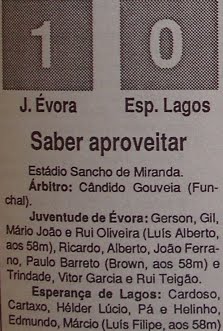 1 0
J. Évora Esp. Lagos
Saber aproveitar
Estádio Sancho de Miranda.
Árbitro: Cândido Gouveia (Fun-
chal).
Juventude de Évora: Gerson, Gil,
Mário João e Rui Oliveira (Luís Alberto,
aos 58m), Ricardo, Alberto, João Ferra-
no, Paulo Barreto (Brown, aos 58m) e
Trindade, Vitor Garcia e Rui Teigão.
Esperança de Lagos: Cardoso,
Cartaxo, Hélder Lúcio, Pá e Helinho,
Edmundo, Márcio (Luís Filipe, aos 58m)